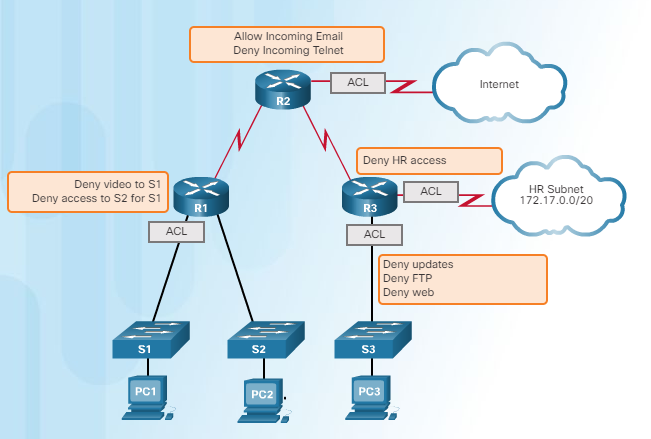 Allow Incoming Email
Deny Incoming Telnet
ACL
Internet
R2
Deny HR access
Deny video to S1
Deny access to S2 for S1
R1
R3
ACL
HR Subnet
172.17.0.0/20
ACL
ACL
Deny updates
Deny FTP
Deny web
S1
S2
S3
PC1
PC2
PC3